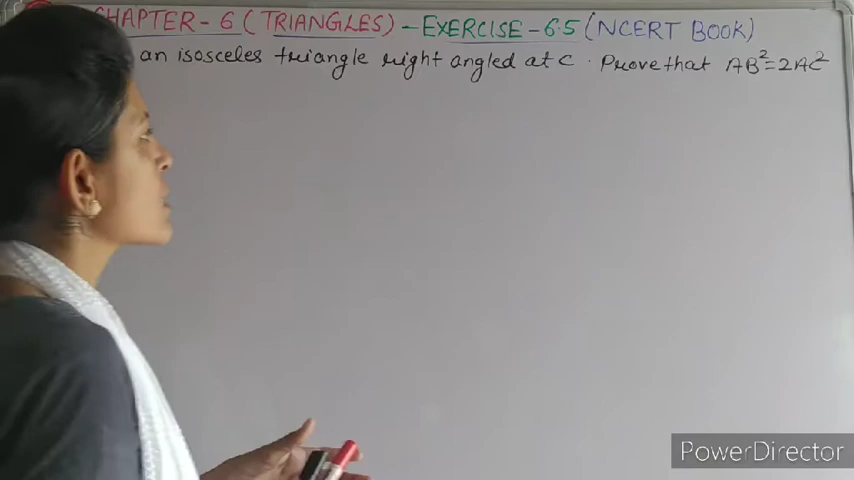 CHAPTER - 6 (TRIANGLES) - EXERCISE - 6.5 (NCERT BOOK)
an isosceles triangle right angled at C. Prove that AB²=2AC²
PowerDirector